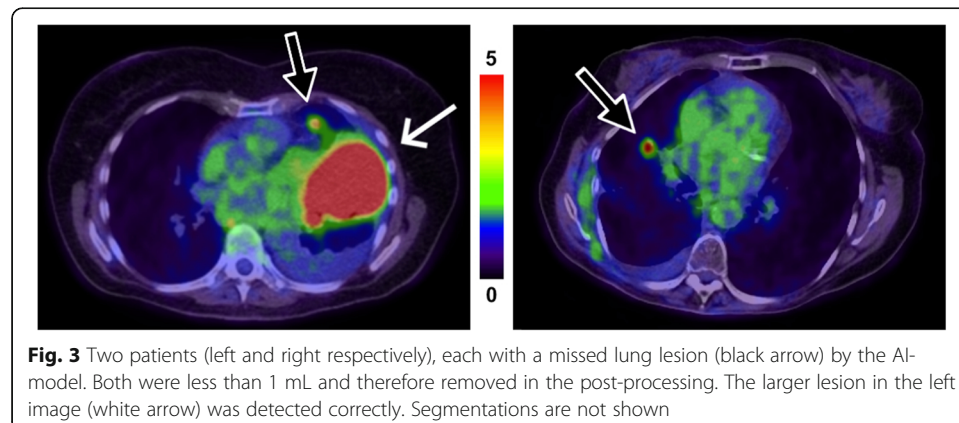 5
0
Fig. 3 Two patients (left and right respectively), each with a missed lung lesion (black arrow) by the AI-
model. Both were less than 1 mL and therefore removed in the post-processing. The larger lesion in the left
image (white arrow) was detected correctly. Segmentations are not shown